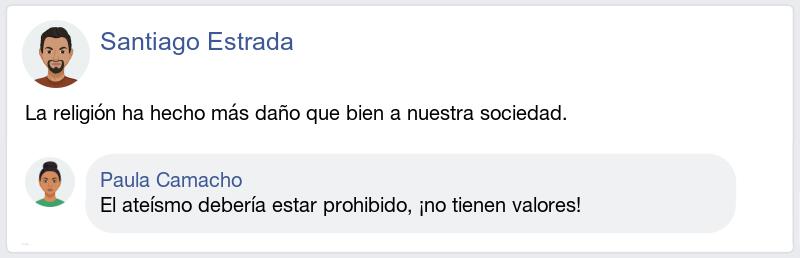 Santiago Estrada
La religión ha hecho más daño que bien a nuestra sociedad.
Paula Camacho
El ateísmo debería estar prohibido, ¡no tienen valores!